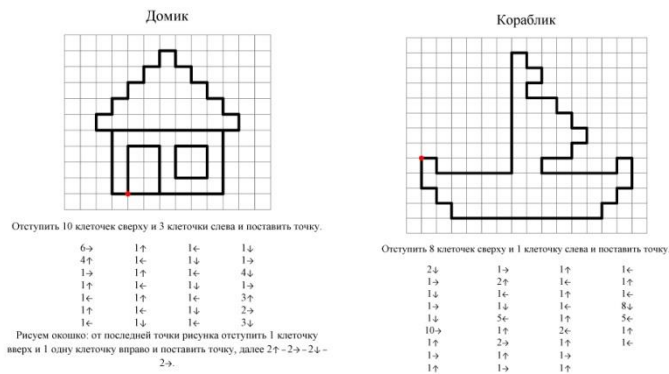 Домик
Отступить 10 клеточек сверху и 3 клеточки слева и поставить точку.
6→ 1↑ 1← 1↓
4↑ 1← 1↓ 1→
1→ 1↑ 1← 4↓
1↑ 1← 1↓ 1→
1← 1↑ 1← 3↑
1↑ 1← 1↓ 2→
1← 1↓ 1← 3↓
Рисуем окошко: от последней точки рисунка отступить 1 клеточку
вверх и 1 одну клеточку вправо и поставить точку, далее 2↑ – 2→ – 2↓ –
2→.
Кораблик
Отступить 8 клеточек сверху и 1 клеточку слева и поставить точку.
2↓ 1→ 1↑ 1←
1→ 2↑ 1← 1↑
1↓ 1← 1↑ 1←
1→ 1↓ 1← 8↓
1↓ 5← 1↑ 5←
10→ 1↑ 2← 1↑
1↑ 2→ 1↑ 1←
1→ 1↑ 1→
1↑ 1→ 1↑